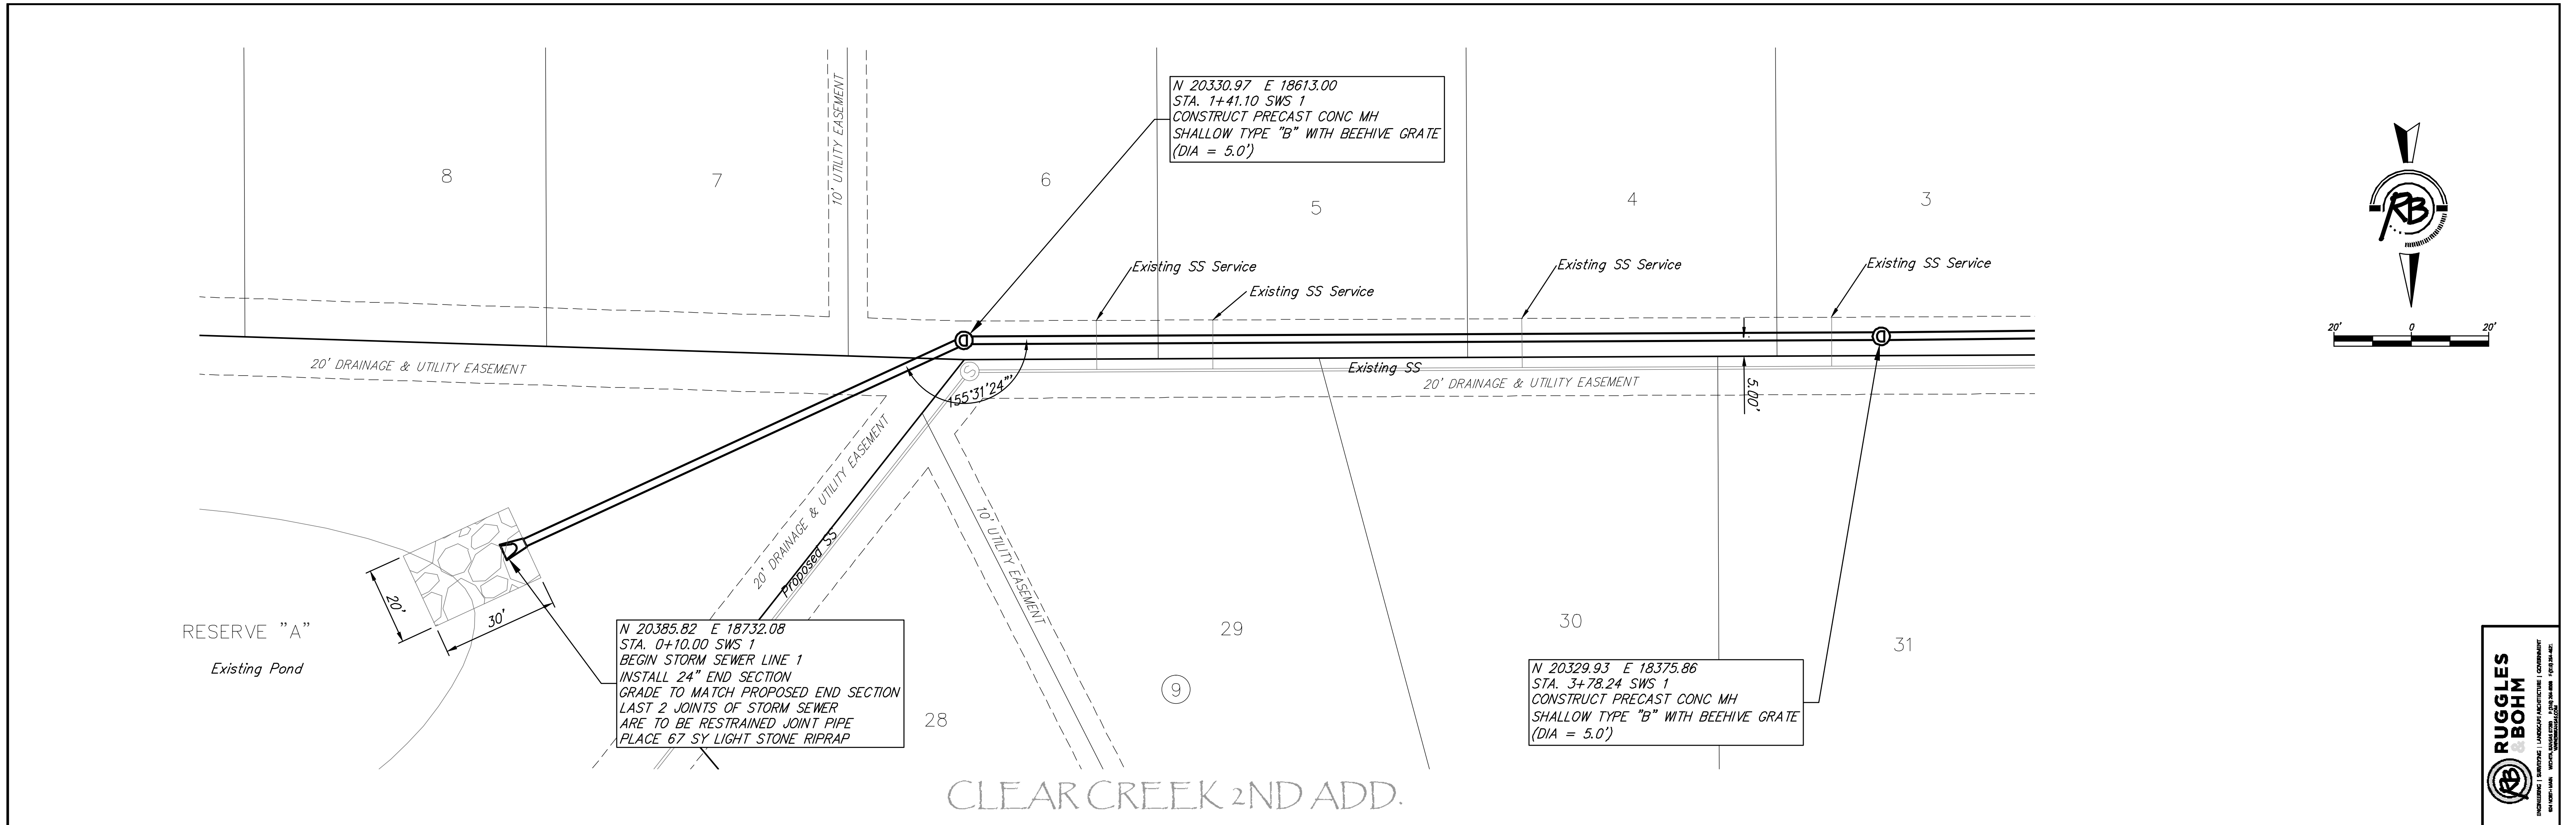 N 20330.97 E 18613.00
STA. 1+41.10 SWS 1
CONSTRUCT PRECAST CONC MH
SHALLOW TYPE "B" WITH BEEHIVE GRATE
(DIA = 5.0')
10' UTILITY EASEMENT
8
7
6
5
4
3
Existing SS Service
Existing SS Service
Existing SS Service
Existing SS Service
RB
20'
0
20'
D
D
S
20' DRAINAGE & UTILITY EASEMENT
Existing SS
20' DRAINAGE & UTILITY EASEMENT
155°31'24"
5.00'
20' DRAINAGE & UTILITY EASEMENT
Proposed SS
10' UTILITY EASEMENT
20'
30'
RESERVE "A"
Existing Pond
N 20385.82 E 18732.08
STA. 0+10.00 SWS 1
BEGIN STORM SEWER LINE 1
INSTALL 24" END SECTION
GRADE TO MATCH PROPOSED END SECTION
LAST 2 JOINTS OF STORM SEWER
ARE TO BE RESTRAINED JOINT PIPE
PLACE 67 SY LIGHT STONE RIPRAP
29
30
31
9
28
N 20329.93 E 18375.86
STA. 3+78.24 SWS 1
CONSTRUCT PRECAST CONC MH
SHALLOW TYPE "B" WITH BEEHIVE GRATE
(DIA = 5.0')
CLEAR CREEK 2ND ADD.
RB
RUGGLES
& BOHM
ENGINEERING | SURVEYING | LANDSCAPE ARCHITECTURE | GOVERNMENT